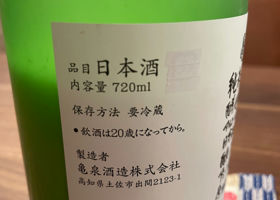 品目 日本酒
内容量 720ml
保存方法 要冷蔵
●飲酒は20歳になってから。
製造者
亀泉酒造株式会社
高知県土佐市出間2123-1